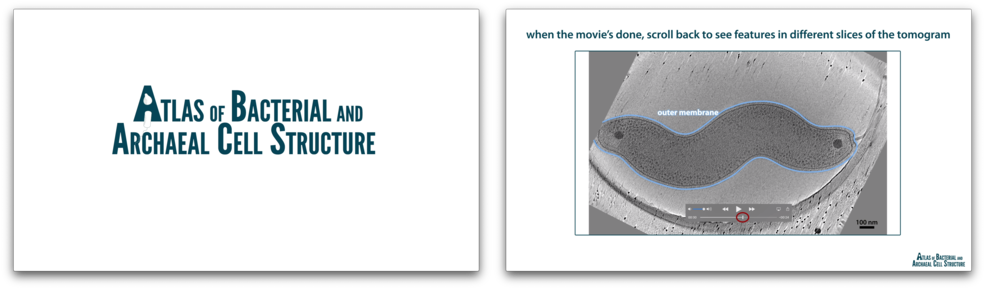 Atlas of Bacterial and
Archaeal Cell Structure
when the movie's done, scroll back to see features in different slices of the tomogram
outer membrane
100 nm
Atlas of Bacterial and
Archaeal Cell Structure